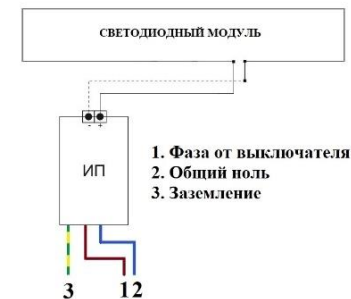 СВЕТОДИОДНЫЙ МОДУЛЬ
- +
ИП
1. Фаза от выключателя
2. Общий ноль
3. Заземление
3 1 2